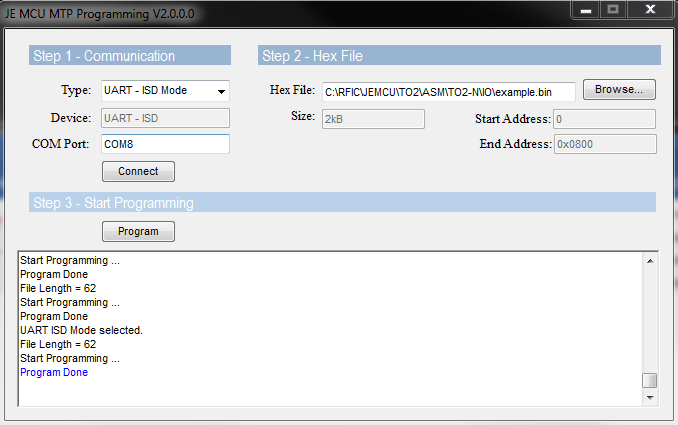 JE MCU MTP Programming V2.0.0.0
Step 1 - Communication
Step 2 - Hex File
Type: UART - ISD Mode
Hex File: C:\RFIC\JEMCU\TO2\ASM\TO2-N\IO\example.bin Browse...
Device: UART - ISD
Size: 2kB
Start Address: 0
COM Port: COM8
End Address: 0x0800
Connect
Step 3 - Start Programming
Program
Start Programming ...
Program Done
File Length = 62
Start Programming ...
Program Done
UART ISD Mode selected.
File Length = 62
Start Programming ...
Program Done